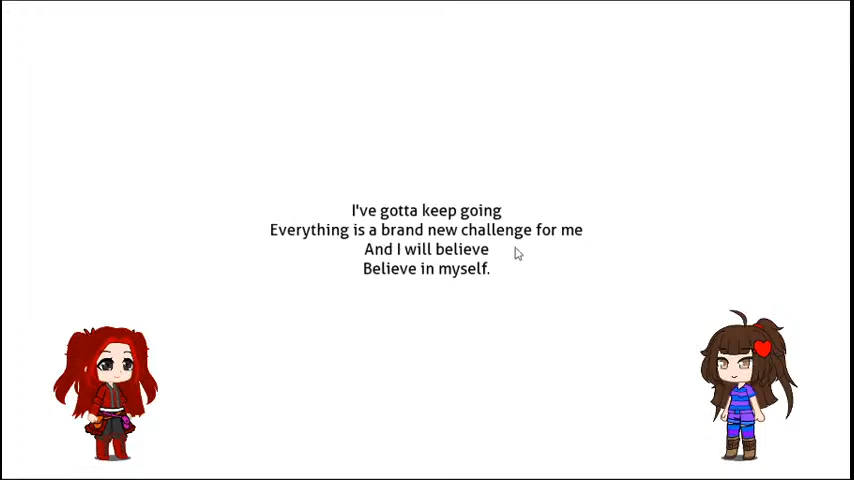 I've gotta keep going
Everything is a brand new challenge for me
And I will believe
Believe in myself.